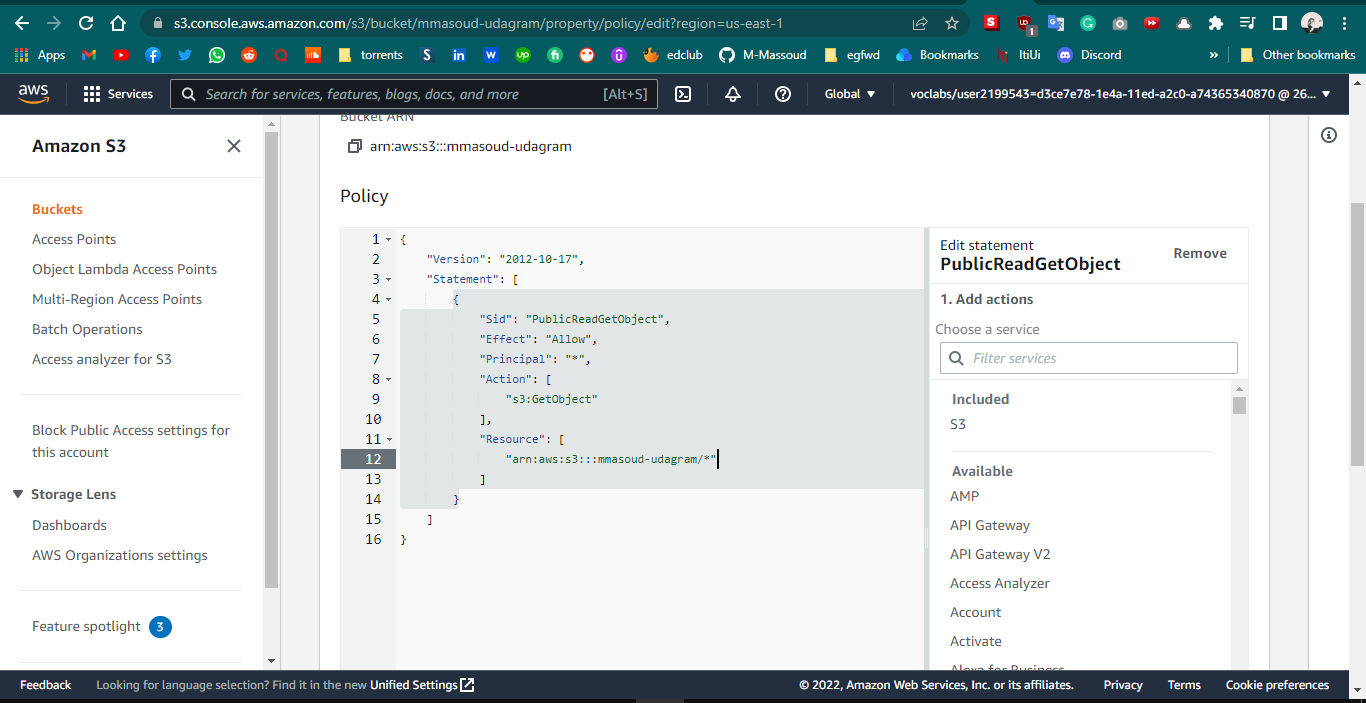 s3.console.aws.amazon.com/s3/bucket/mmasoud-udagram/property/policy/edit?region=us-east-1
S
1
Apps
torrents
S
in
W
up
fi
edclub
M-Massoud
egfwd
Bookmarks
ItiUi
Discord
»
Other bookmarks
aws
Services
Search for services, features, blogs, docs, and more
[Alt+S]
Global
voclabs/user2199543=d3ce7e78-1e4a-11ed-a2c0-a74365340870 @ 26...
Amazon S3
Buckets
Access Points
Object Lambda Access Points
Multi-Region Access Points
Batch Operations
Access analyzer for S3
Block Public Access settings for
this account
Storage Lens
Dashboards
AWS Organizations settings
Feature spotlight
3
Bucket ARN
arn:aws:s3:::mmasoud-udagram
Policy
1 {
2 "Version": "2012-10-17",
3 "Statement": [
4 {
5 "Sid": "PublicReadGetObject",
6 "Effect": "Allow",
7 "Principal": "*",
8 "Action": [
9 "s3:GetObject"
10 ],
11 "Resource": [
12 "arn:aws:s3:::mmasoud-udagram/*"
13 ]
14 }
15 ]
16 }
Edit statement
PublicReadGetObject
Remove
1. Add actions
Choose a service
Filter services
Included
S3
Available
AMP
API Gateway
API Gateway V2
Access Analyzer
Account
Activate
Alexa for Business
Feedback
Looking for language selection? Find it in the new Unified Settings
© 2022, Amazon Web Services, Inc. or its affiliates.
Privacy
Terms
Cookie preferences